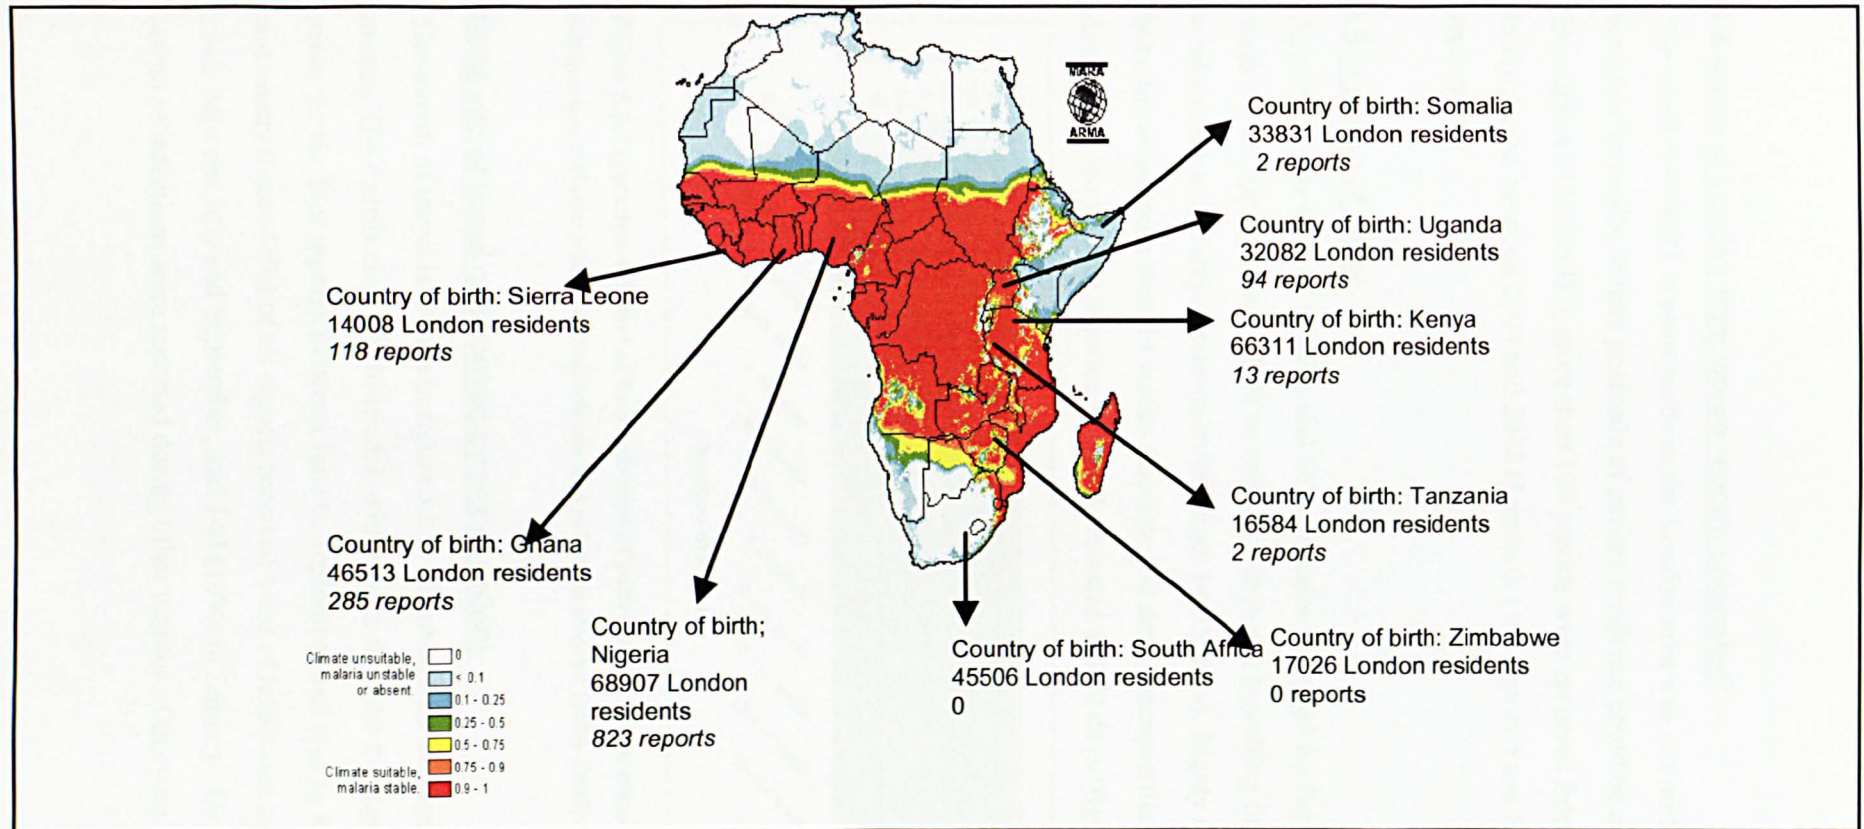 MARA
ARMA
Country of birth: Somalia
33831 London residents
2 reports
Country of birth: Uganda
32082 London residents
94 reports
Country of birth: Kenya
66311 London residents
13 reports
Country of birth: Tanzania
16584 London residents
2 reports
Country of birth: Zimbabwe
17026 London residents
0 reports
Country of birth: South Africa
45506 London residents
0
Country of birth; 
Nigeria
68907 London
residents
823 reports
Country of birth: Ghana
46513 London residents
285 reports
Country of birth: Sierra Leone
14008 London residents
118 reports
Climate unsuitable,
malaria unstable
or absent.
0
< 0.1
0.1 - 0.25
0.25 - 0.5
0.5 - 0.75
0.75 - 0.9
0.9 - 1
Climate suitable,
malaria stable.